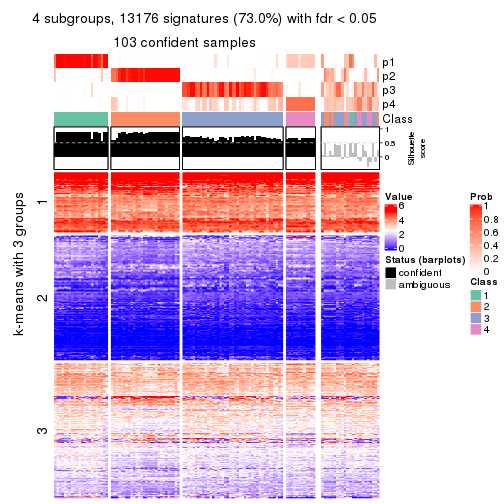 4 subgroups, 13176 signatures (73.0%) with fdr < 0.05
103 confident samples
p1
p2
p3
p4
Class
1
0.5
0
Silhouette
score
k-means with 3 groups
1
2
3
Value
6
4
2
0
Status (barplots)
confident
ambiguous
Prob
1
0.8
0.6
0.4
0.2
0
Class
1
2
3
4